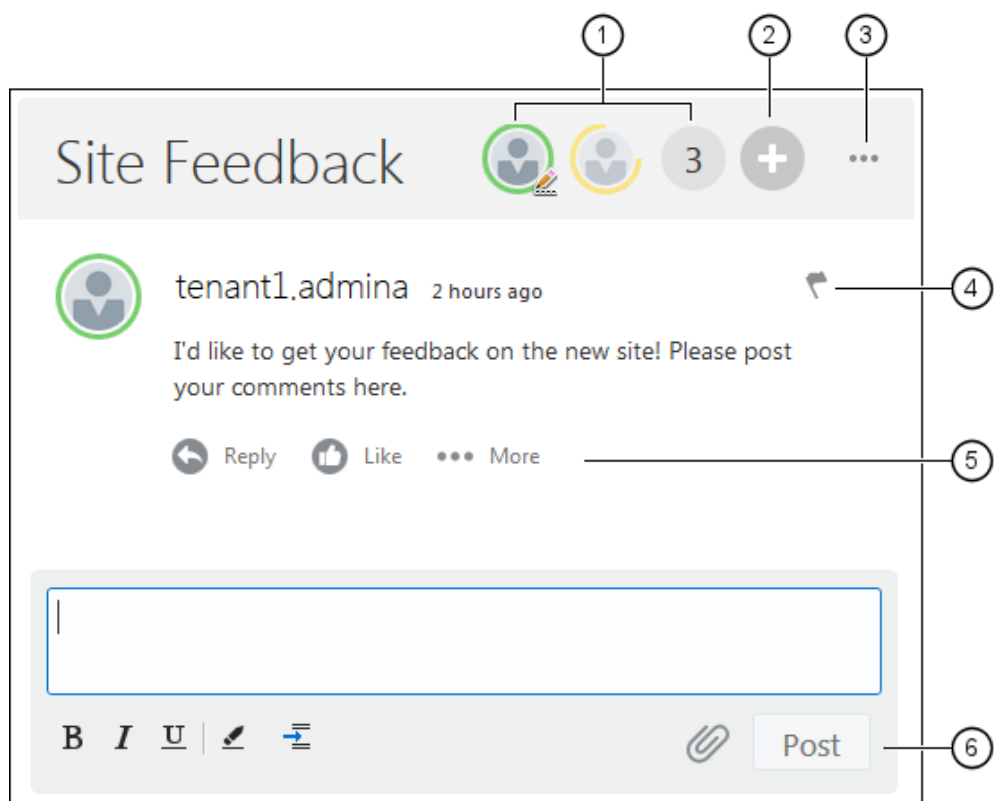 1 2 3
Site Feedback 3
tenant1.admina 2 hours ago
4
I'd like to get your feedback on the new site! Please post
your comments here.
Reply Like More
5
B I U Post
6